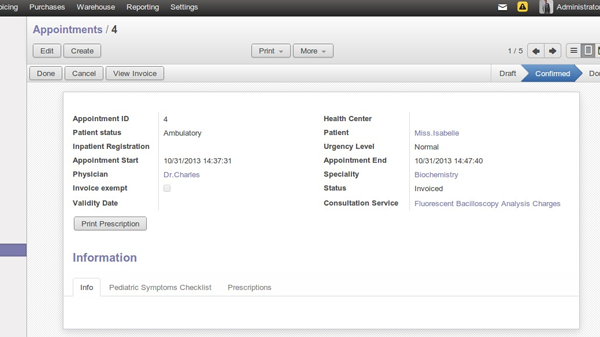 oicing Purchases Warehouse Reporting Settings Administrato
Appointments / 4
Edit Create Print More 1 / 5
Done Cancel View Invoice Draft Confirmed Do
Appointment ID 4 Health Center
Patient status Ambulatory Patient Miss.Isabelle
Inpatient Registration Urgency Level Normal
Appointment Start 10/31/2013 14:37:31 Appointment End 10/31/2013 14:47:40
Physician Dr.Charles Speciality Biochemistry
Invoice exempt Status Invoiced
Validity Date Consultation Service Fluorescent Bacilloscopy Analysis Charges
Print Prescription
Information
Info Pediatric Symptoms Checklist Prescriptions